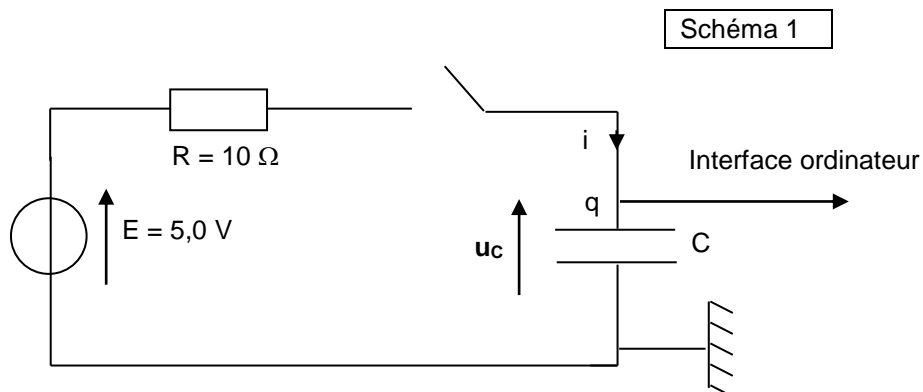 Schéma 1
i
R = 10 Ω
Interface ordinateur
q
E = 5,0 V
uC
C